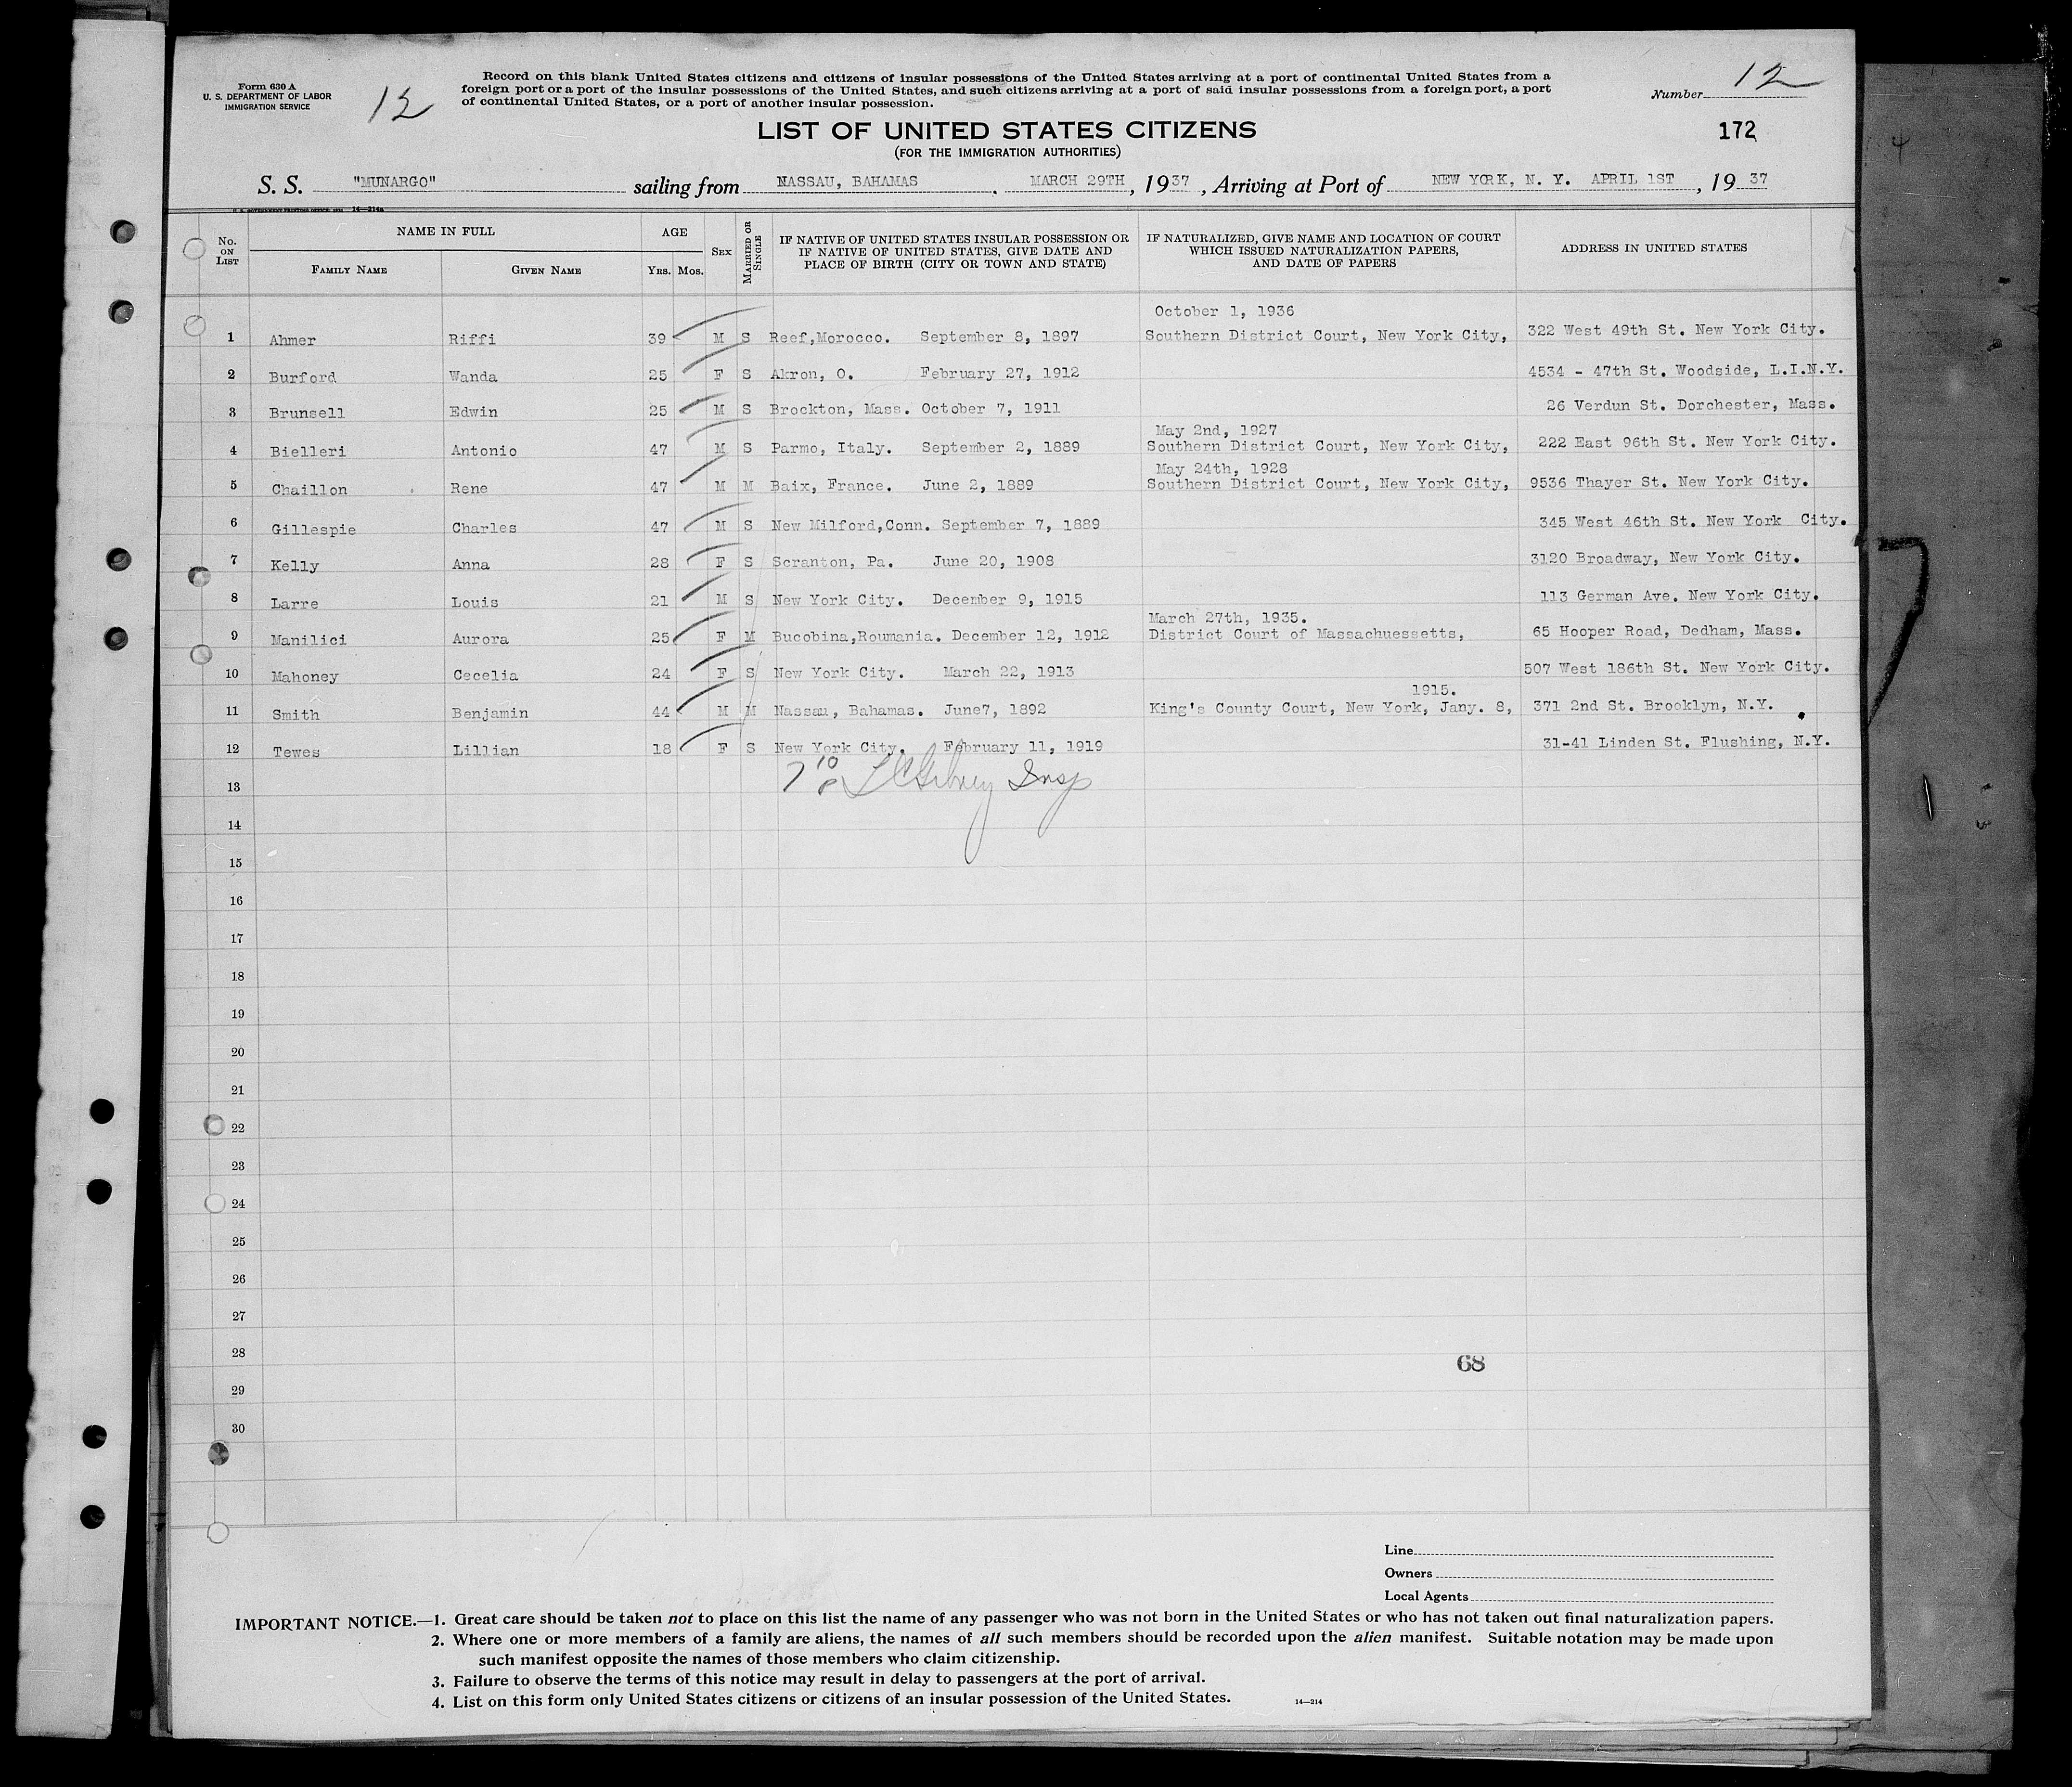 Form 630 A
U. S. DEPARTMENT OF LABOR
IMMIGRATION SERVICE
12
Record on this blank United States citizens and citizens of insular possessions of the United States arriving at a port of continental United States from a
foreign port or a port of the insular possessions of the United States, and such citizens arriving at a port of said insular possessions from a foreign port, a port
of continental United States, or a port of another insular possession.
Number 12
LIST OF UNITED STATES CITIZENS
172
(FOR THE IMMIGRATION AUTHORITIES)
S. S. "MUNARGO" sailing from NASSAU, BAHAMAS, MARCH 29TH, 1937, Arriving at Port of NEW YORK, N. Y. APRIL 1ST, 19 37
14-214a
No. ON LIST NAME IN FULL AGE SEX MARRIED OR SINGLE IF NATIVE OF UNITED STATES INSULAR POSSESSION OR IF NATIVE OF UNITED STATES, GIVE DATE AND PLACE OF BIRTH (CITY OR TOWN AND STATE) IF NATURALIZED, GIVE NAME AND LOCATION OF COURT WHICH ISSUED NATURALIZATION PAPERS, AND DATE OF PAPERS ADDRESS IN UNITED STATES
FAMILY NAME GIVEN NAME YRS. MOS.
October 1, 1936
1 Ahmer Riffi 39 M S Reef,Morocco. September 8, 1897 Southern District Court, New York City, 322 West 49th St. New York City.
2 Burford Wanda 25 F S Akron, O. February 27, 1912 4534 - 47th St. Woodside, L.I.N.Y.
3 Brunsell Edwin 25 M S Brockton, Mass. October 7, 1911 26 Verdun St. Dorchester, Mass.
May 2nd, 1927
4 Bielleri Antonio 47 M S Parmo, Italy. September 2, 1889 Southern District Court, New York City, 222 East 96th St. New York City.
May 24th, 1928
5 Chaillon Rene 47 M M Baix, France. June 2, 1889 Southern District Court, New York City, 9536 Thayer St. New York City.
6 Gillespie Charles 47 M S New Milford,Conn. September 7, 1889 345 West 46th St. New York City.
7 Kelly Anna 28 F S Scranton, Pa. June 20, 1908 3120 Broadway, New York City.
8 Larre Louis 21 M S New York City. December 9, 1915 113 German Ave. New York City.
March 27th, 1935.
9 Manilici Aurora 25 F M Bucobina,Roumania. December 12, 1912 District Court of Massachuessetts, 65 Hooper Road, Dedham, Mass.
10 Mahoney Cecelia 24 F S New York City. March 22, 1913 507 West 186th St. New York City.
1915.
11 Smith Benjamin 44 M M Nassau, Bahamas. June7, 1892 King's County Court, New York, Jany. 8, 371 2nd St. Brooklyn, N.Y.
12 Tewes Lillian 18 F S New York City. February 11, 1919 31-41 Linden St. Flushing, N.Y.
Insp
13
14
15
16
17
18
19
20
21
22
23
24
25
26
27
28
68
29
30
Line
Owners
Local Agents
IMPORTANT NOTICE.—1. Great care should be taken not to place on this list the name of any passenger who was not born in the United States or who has not taken out final naturalization papers.
2. Where one or more members of a family are aliens, the names of all such members should be recorded upon the alien manifest. Suitable notation may be made upon
such manifest opposite the names of those members who claim citizenship.
3. Failure to observe the terms of this notice may result in delay to passengers at the port of arrival.
4. List on this form only United States citizens or citizens of an insular possession of the United States. 14-214